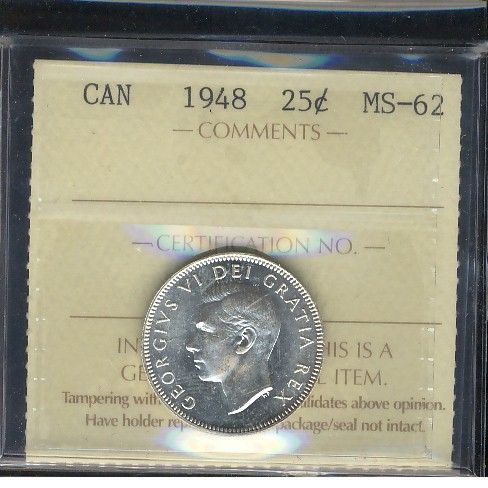 CAN 1948 25¢ MS-62
— COMMENTS —
— CERTIFICATION NO. —
GEORGIVS VI DEI GRATIA REX
IN HIS IS A
GE L ITEM.
Tampering with lidates above opinion.
Have holder rep package/seal not intact.